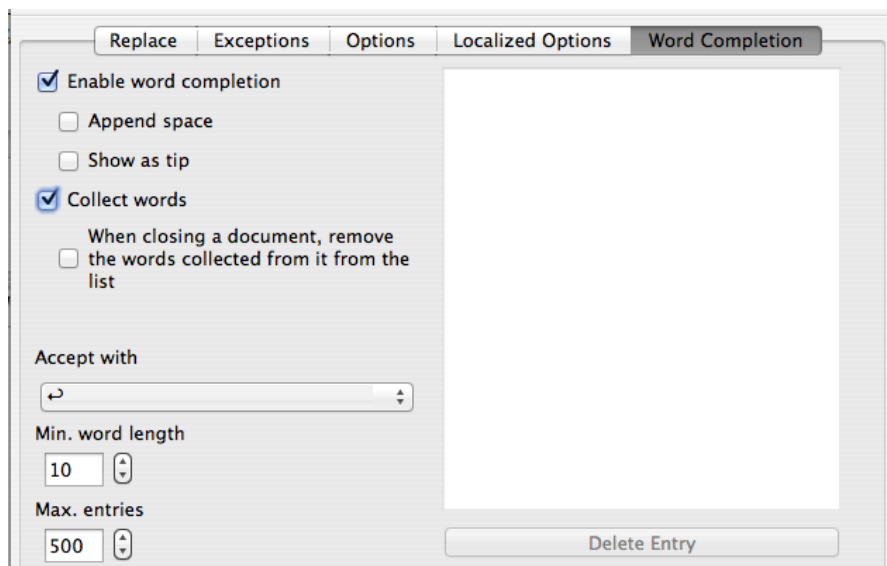 Replace Exceptions Options Localized Options Word Completion
Enable word completion
Append space
Show as tip
Collect words
When closing a document, remove
the words collected from it from the
list
Accept with
↩
Min. word length
10
Max. entries
500
Delete Entry